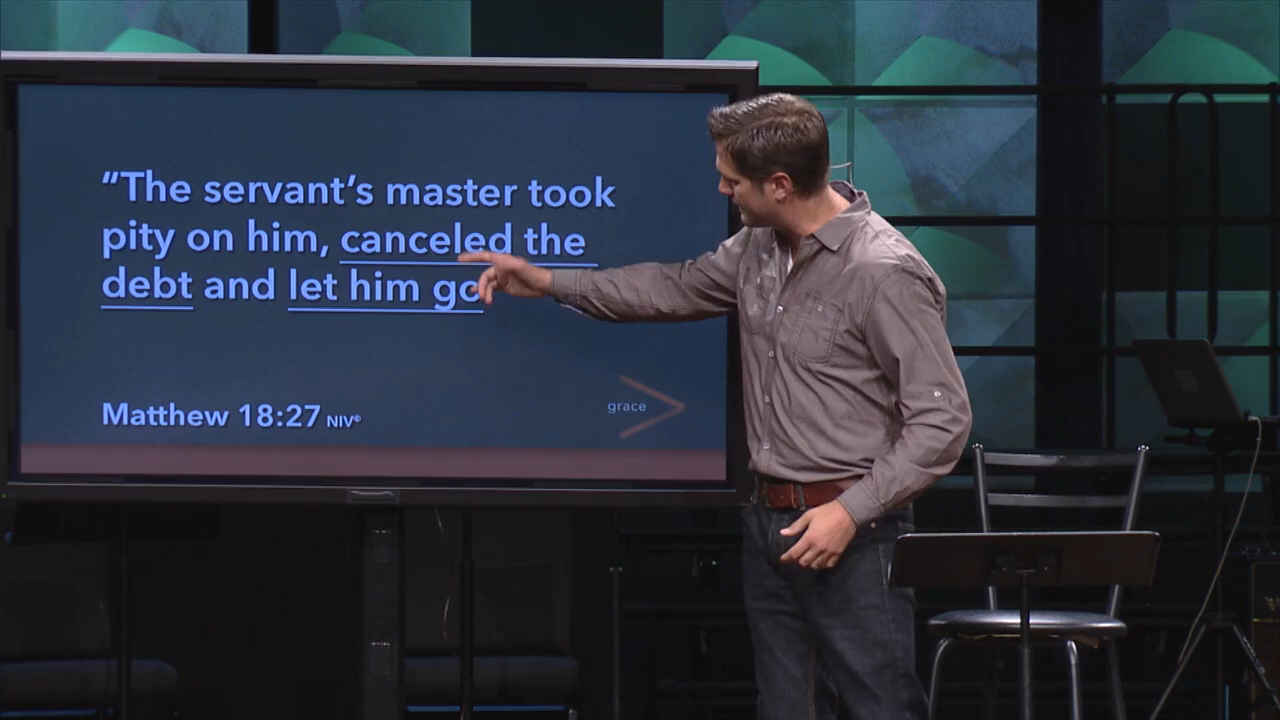 “The servant’s master took
pity on him, canceled the
debt and let him go
Matthew 18:27 NIV®
grace